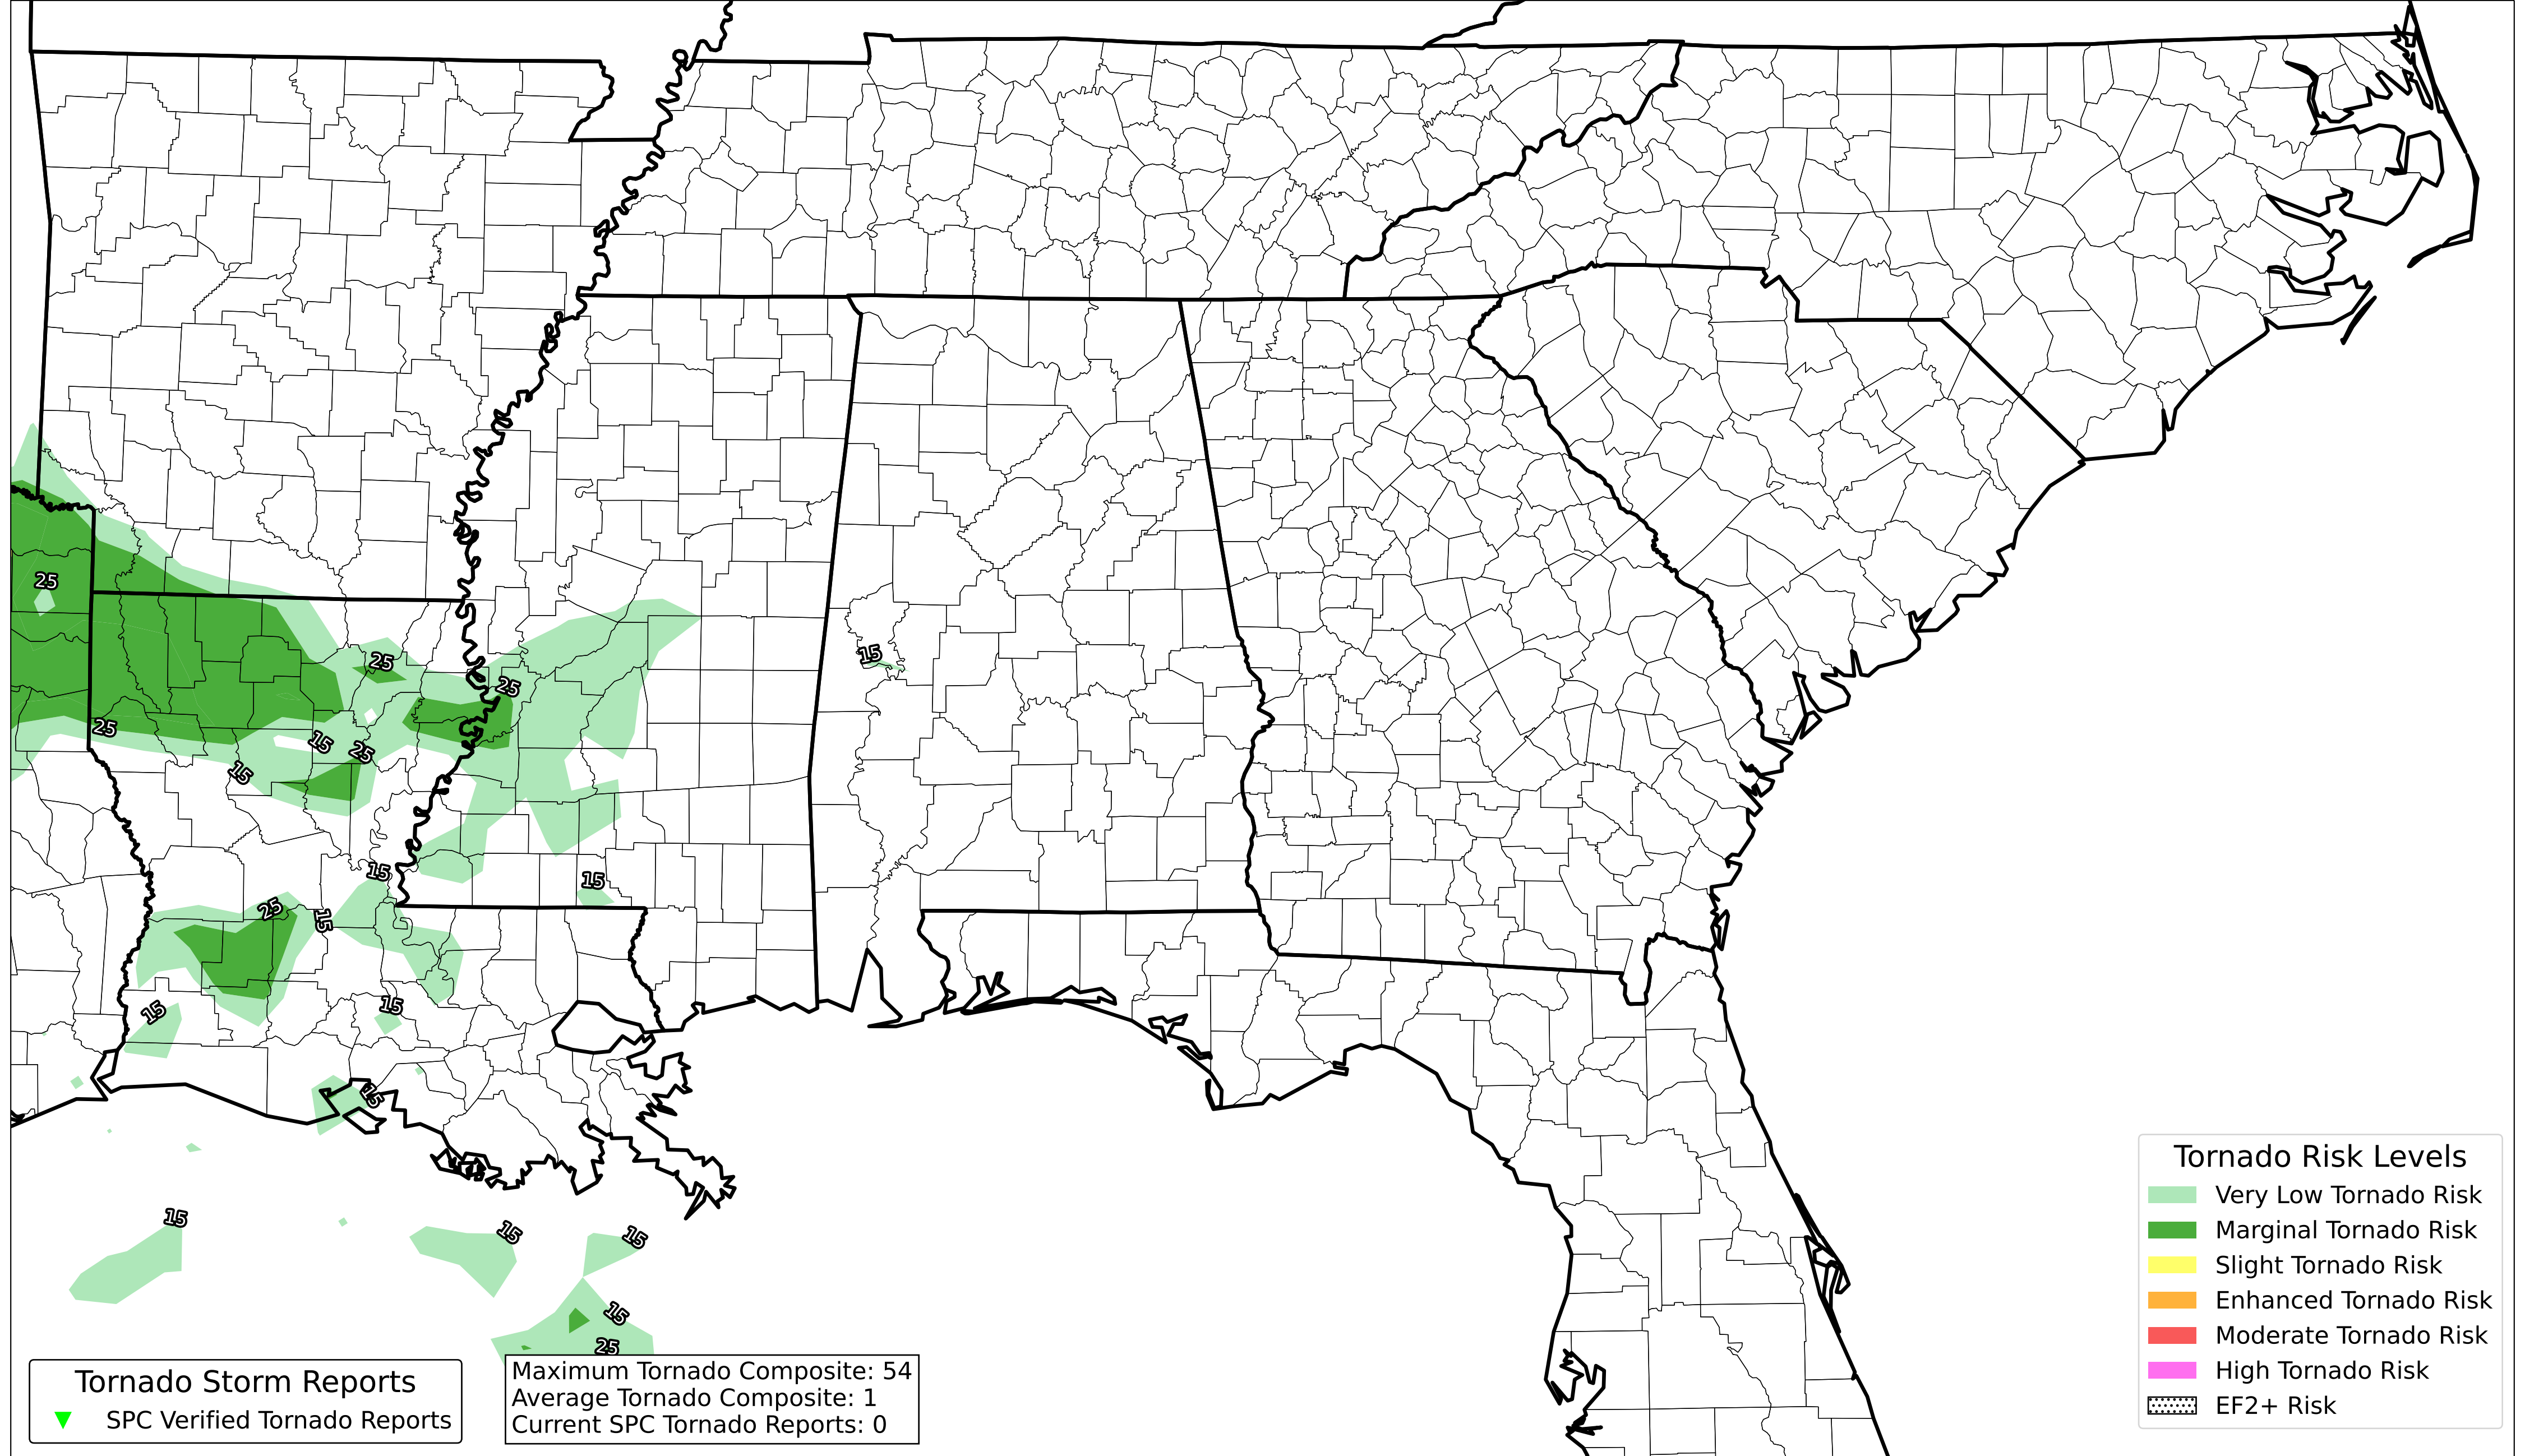 25
25
25
25
15
25
15
15
15
25
15
15
15
15
15
15
15
15
15
25
Tornado Storm Reports
SPC Verified Tornado Reports
Maximum Tornado Composite: 54
Average Tornado Composite: 1
Current SPC Tornado Reports: 0
Tornado Risk Levels
Very Low Tornado Risk
Marginal Tornado Risk
Slight Tornado Risk
Enhanced Tornado Risk
Moderate Tornado Risk
High Tornado Risk
EF2+ Risk